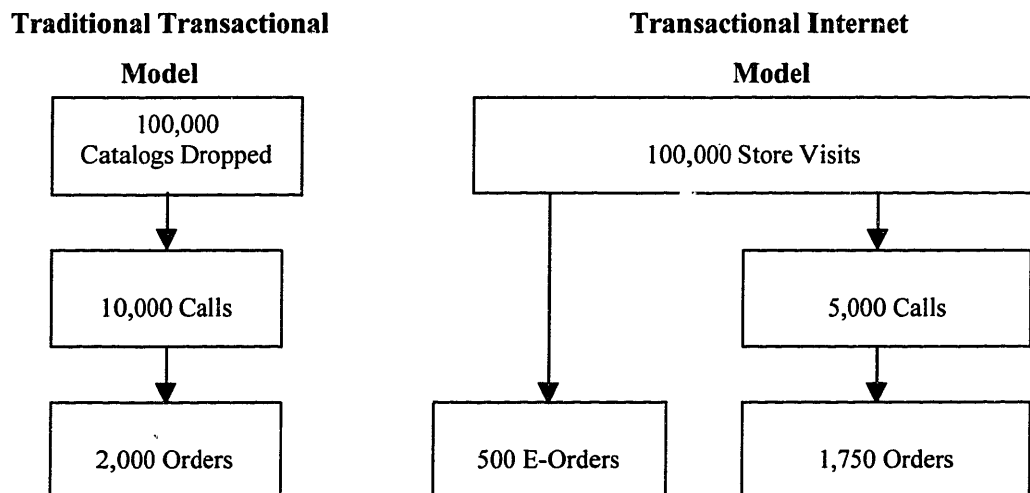 Traditional Transactional
Model
100,000
Catalogs Dropped
10,000 Calls
2,000 Orders
Transactional Internet
Model
100,000 Store Visits
5,000 Calls
500 E-Orders
1,750 Orders